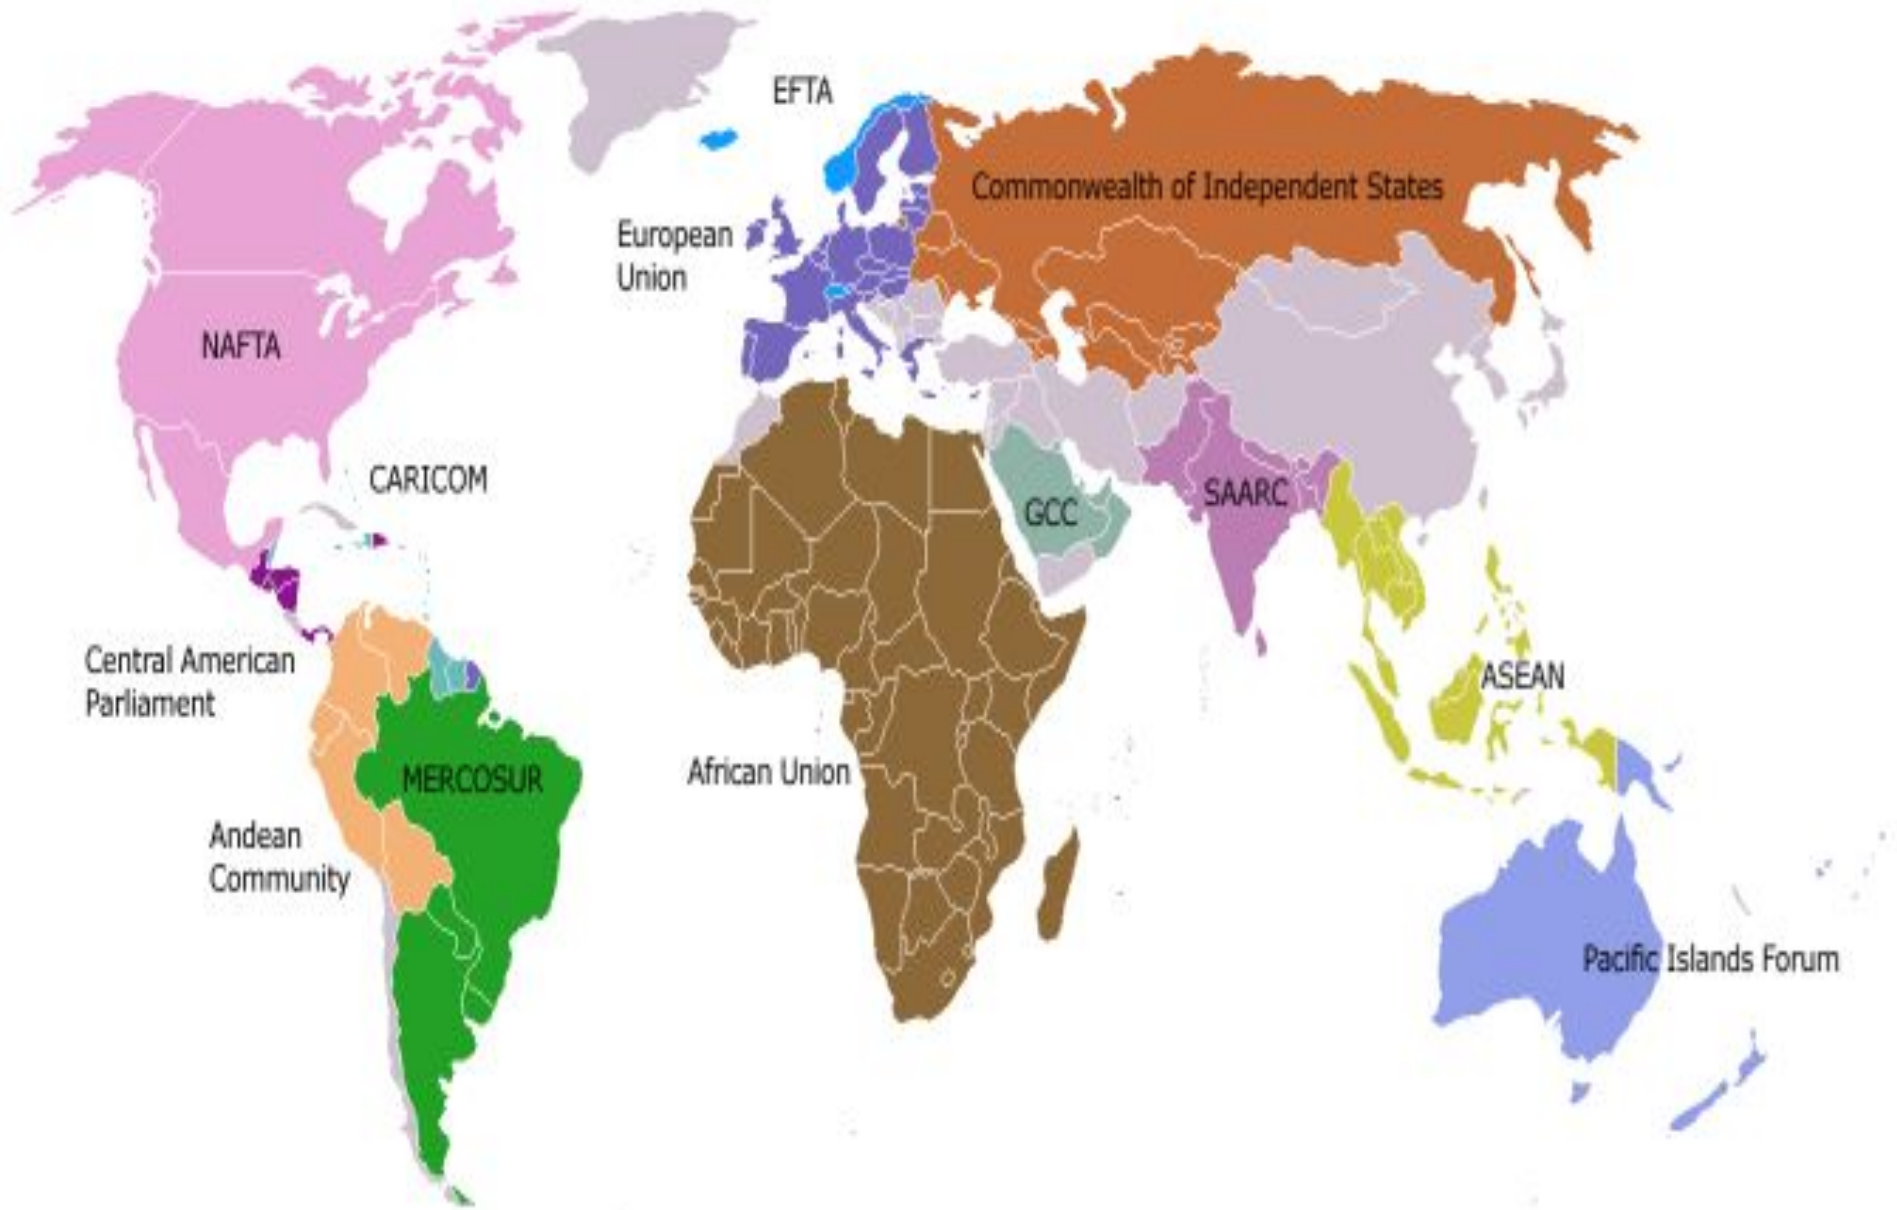 EFTA
Commonwealth of Independent States
European
Union
NAFTA
CARICOM
GCC
SAARC
Central American
Parliament
ASEAN
MERCOSUR
African Union
Andean
Community
Pacific Islands Forum